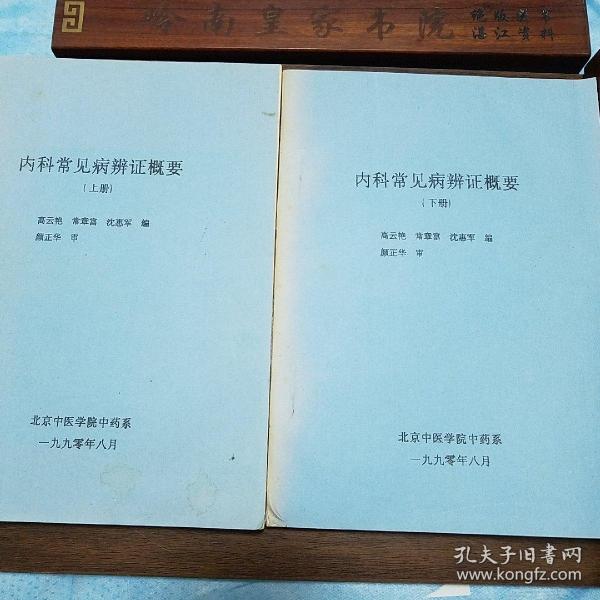 岭南皇家书院
绝版医书
湛江资料
内科常见病辨证概要
(上册)
高云艳 常章富 沈惠军 编
颜正华 审
北京中医学院中药系
一九九零年八月
内科常见病辨证概要
(下册)
高云艳 常章富 沈惠军 编
颜正华 审
北京中医学院中药系
一九九零年八月
孔夫子旧书网
www.kongfz.com